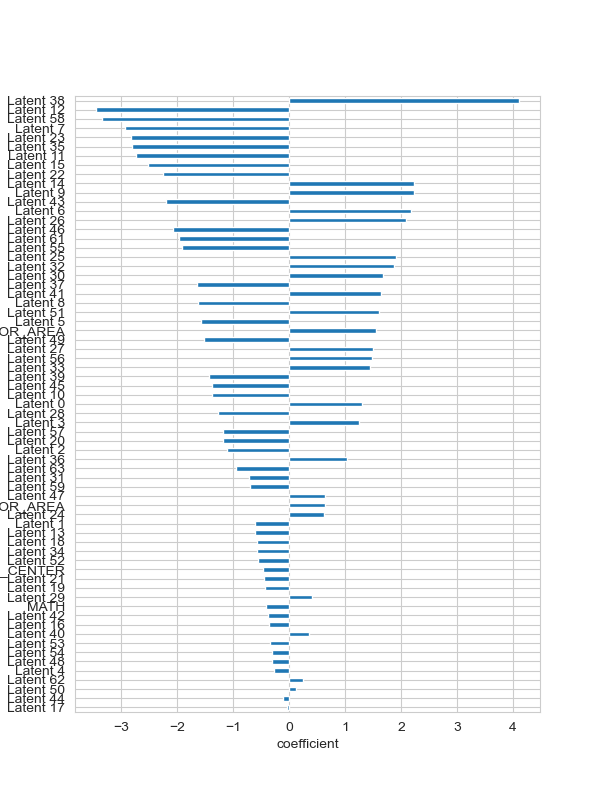 Latent 38
Latent 12
Latent 58
Latent 7
Latent 23
Latent 35
Latent 11
Latent 15
Latent 22
Latent 14
Latent 9
Latent 43
Latent 6
Latent 26
Latent 46
Latent 61
Latent 55
Latent 25
Latent 32
Latent 30
Latent 37
Latent 41
Latent 8
Latent 51
Latent 5
OR_AREA
Latent 49
Latent 27
Latent 56
Latent 33
Latent 39
Latent 45
Latent 10
Latent 0
Latent 28
Latent 3
Latent 57
Latent 20
Latent 2
Latent 36
Latent 63
Latent 31
Latent 59
Latent 47
OR_AREA
Latent 24
Latent 1
Latent 13
Latent 18
Latent 34
Latent 52
_CENTER
Latent 21
Latent 19
Latent 29
MATH
Latent 42
Latent 16
Latent 40
Latent 53
Latent 54
Latent 48
Latent 4
Latent 62
Latent 50
Latent 44
Latent 17
−3 −2 −1 0 1 2 3 4
coefficient